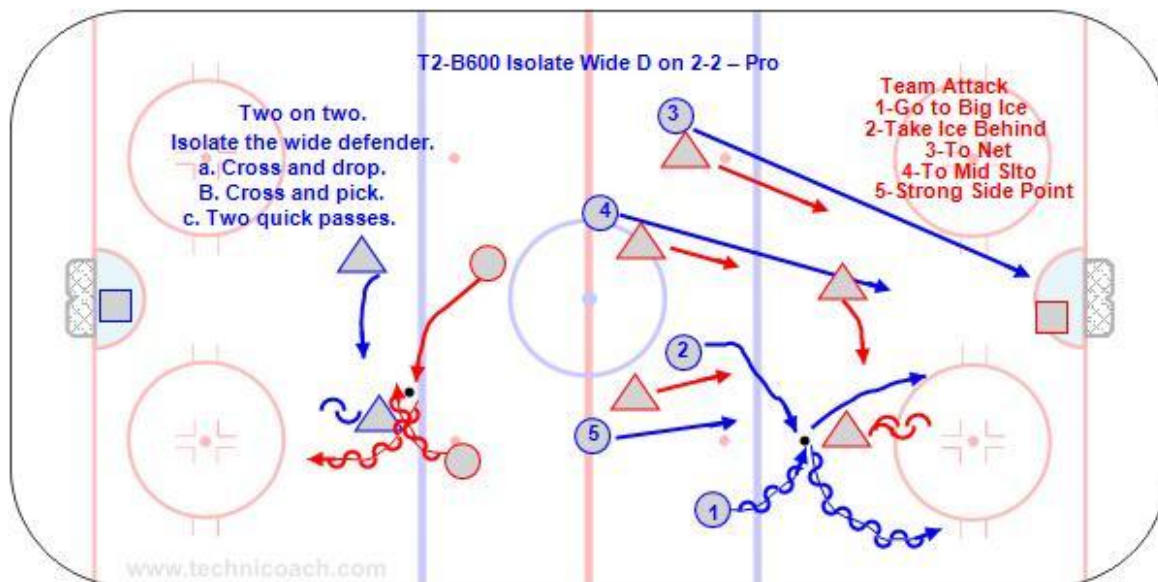 T2-B600 Isolate Wide D on 2-2 – Pro
Two on two.
Isolate the wide defender.
a. Cross and drop.
B. Cross and pick.
c. Two quick passes.
Team Attack
1-Go to Big Ice
2-Take Ice Behind
3-To Net
4-To Mid Slto
5-Strong Side Point
3
4
2
5
1
www.technicoach.com